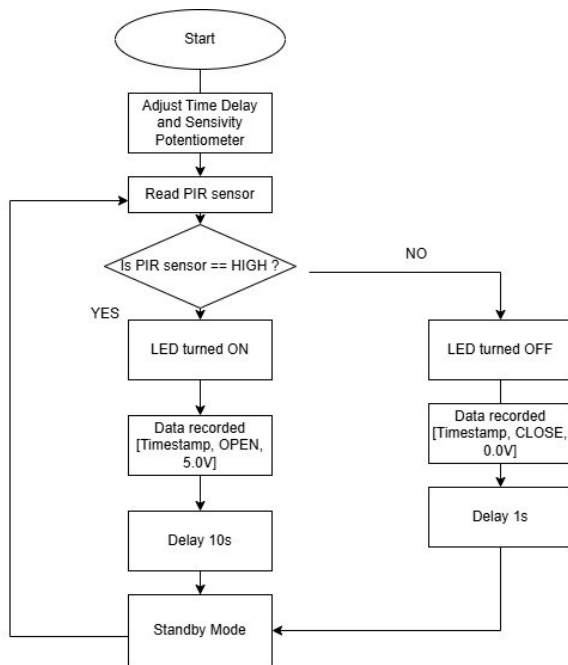 Start
Adjust Time Delay
and Sensivity
Potentiometer
Read PIR sensor
Is PIR sensor == HIGH ?
NO
YES
LED turned ON
LED turned OFF
Data recorded
[Timestamp, OPEN,
5.0V]
Data recorded
[Timestamp, CLOSE,
0.0V]
Delay 10s
Delay 1s
Standby Mode